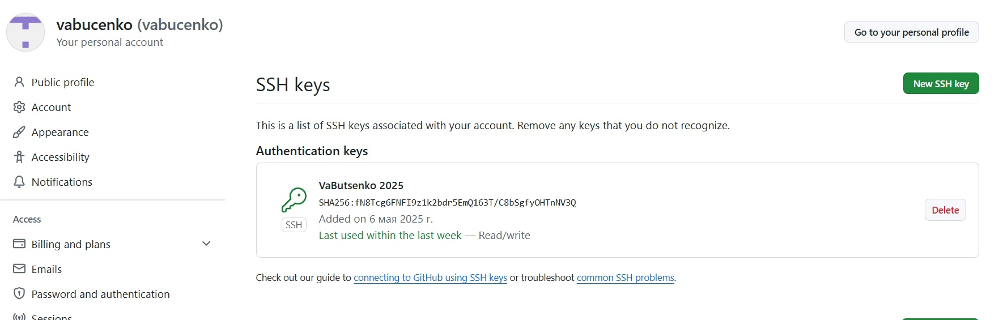 vabucenko (vabucenko)
Your personal account
Go to your personal profile
Public profile
Account
Appearance
Accessibility
Notifications
Access
Billing and plans
Emails
Password and authentication
Sessions
SSH keys
New SSH key
This is a list of SSH keys associated with your account. Remove any keys that you do not recognize.
Authentication keys
VaButsenko 2025
SHA256:fN8Tcg6FNFI9z1k2bdr5EmQ163T/C8bSgfyOHTnNV3Q
Added on 6 мая 2025 г.
Last used within the last week — Read/write
SSH
Delete
Check out our guide to connecting to GitHub using SSH keys or troubleshoot common SSH problems.